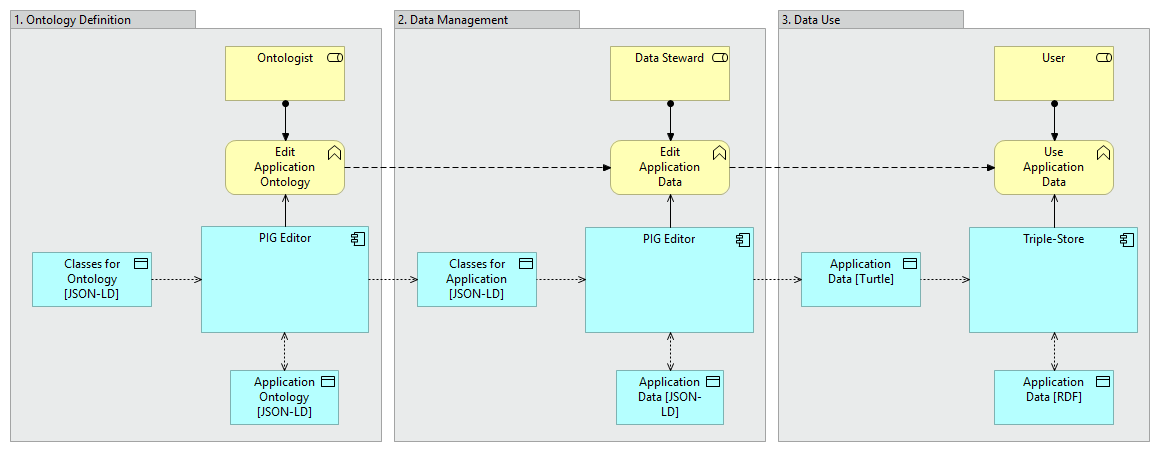 1. Ontology Definition
Ontologist
Edit
Application
Ontology
PIG Editor
Classes for
Ontology
[JSON-LD]
Application
Ontology
[JSON-LD]
2. Data Management
Data Steward
Edit
Application
Data
PIG Editor
Classes for
Application
[JSON-LD]
Application
Data [JSON-
LD]
3. Data Use
User
Use
Application
Data
Triple-Store
Application
Data [Turtle]
Application
Data [RDF]